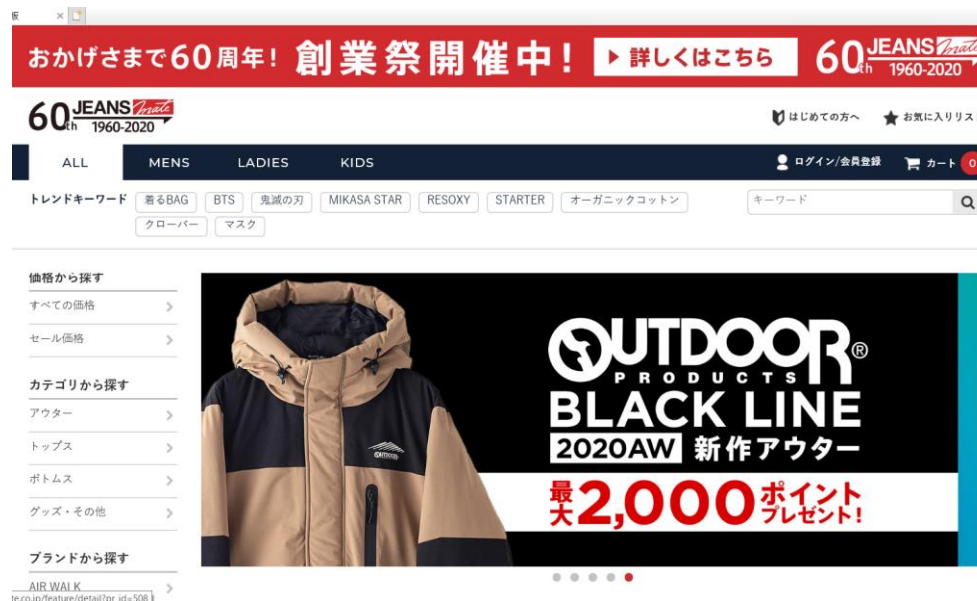 版
おかげさまで60周年! 創業祭開催中! 詳しくはこちら 60th JEANS mate 1960-2020
60th JEANS mate 1960-2020
はじめての方へ お気に入りリス
ALL MENS LADIES KIDS ログイン/会員登録 カート 0
トレンドキーワード 着るBAG BTS 鬼滅の刃 MIKASA STAR RESOXY STARTER オーガニックコットン キーワード
クローバー マスク
価格から探す
すべての価格
セール価格
カテゴリから探す
アウター
トップス
ボトムス
グッズ・その他
ブランドから探す
AIR WALK
te.co.jp/feature/detail?pr_id=508
OUTDOOR
OUTDOOR®
PRODUCTS
BLACK LINE
2020AW 新作アウター
最大2,000ポイントプレゼント!